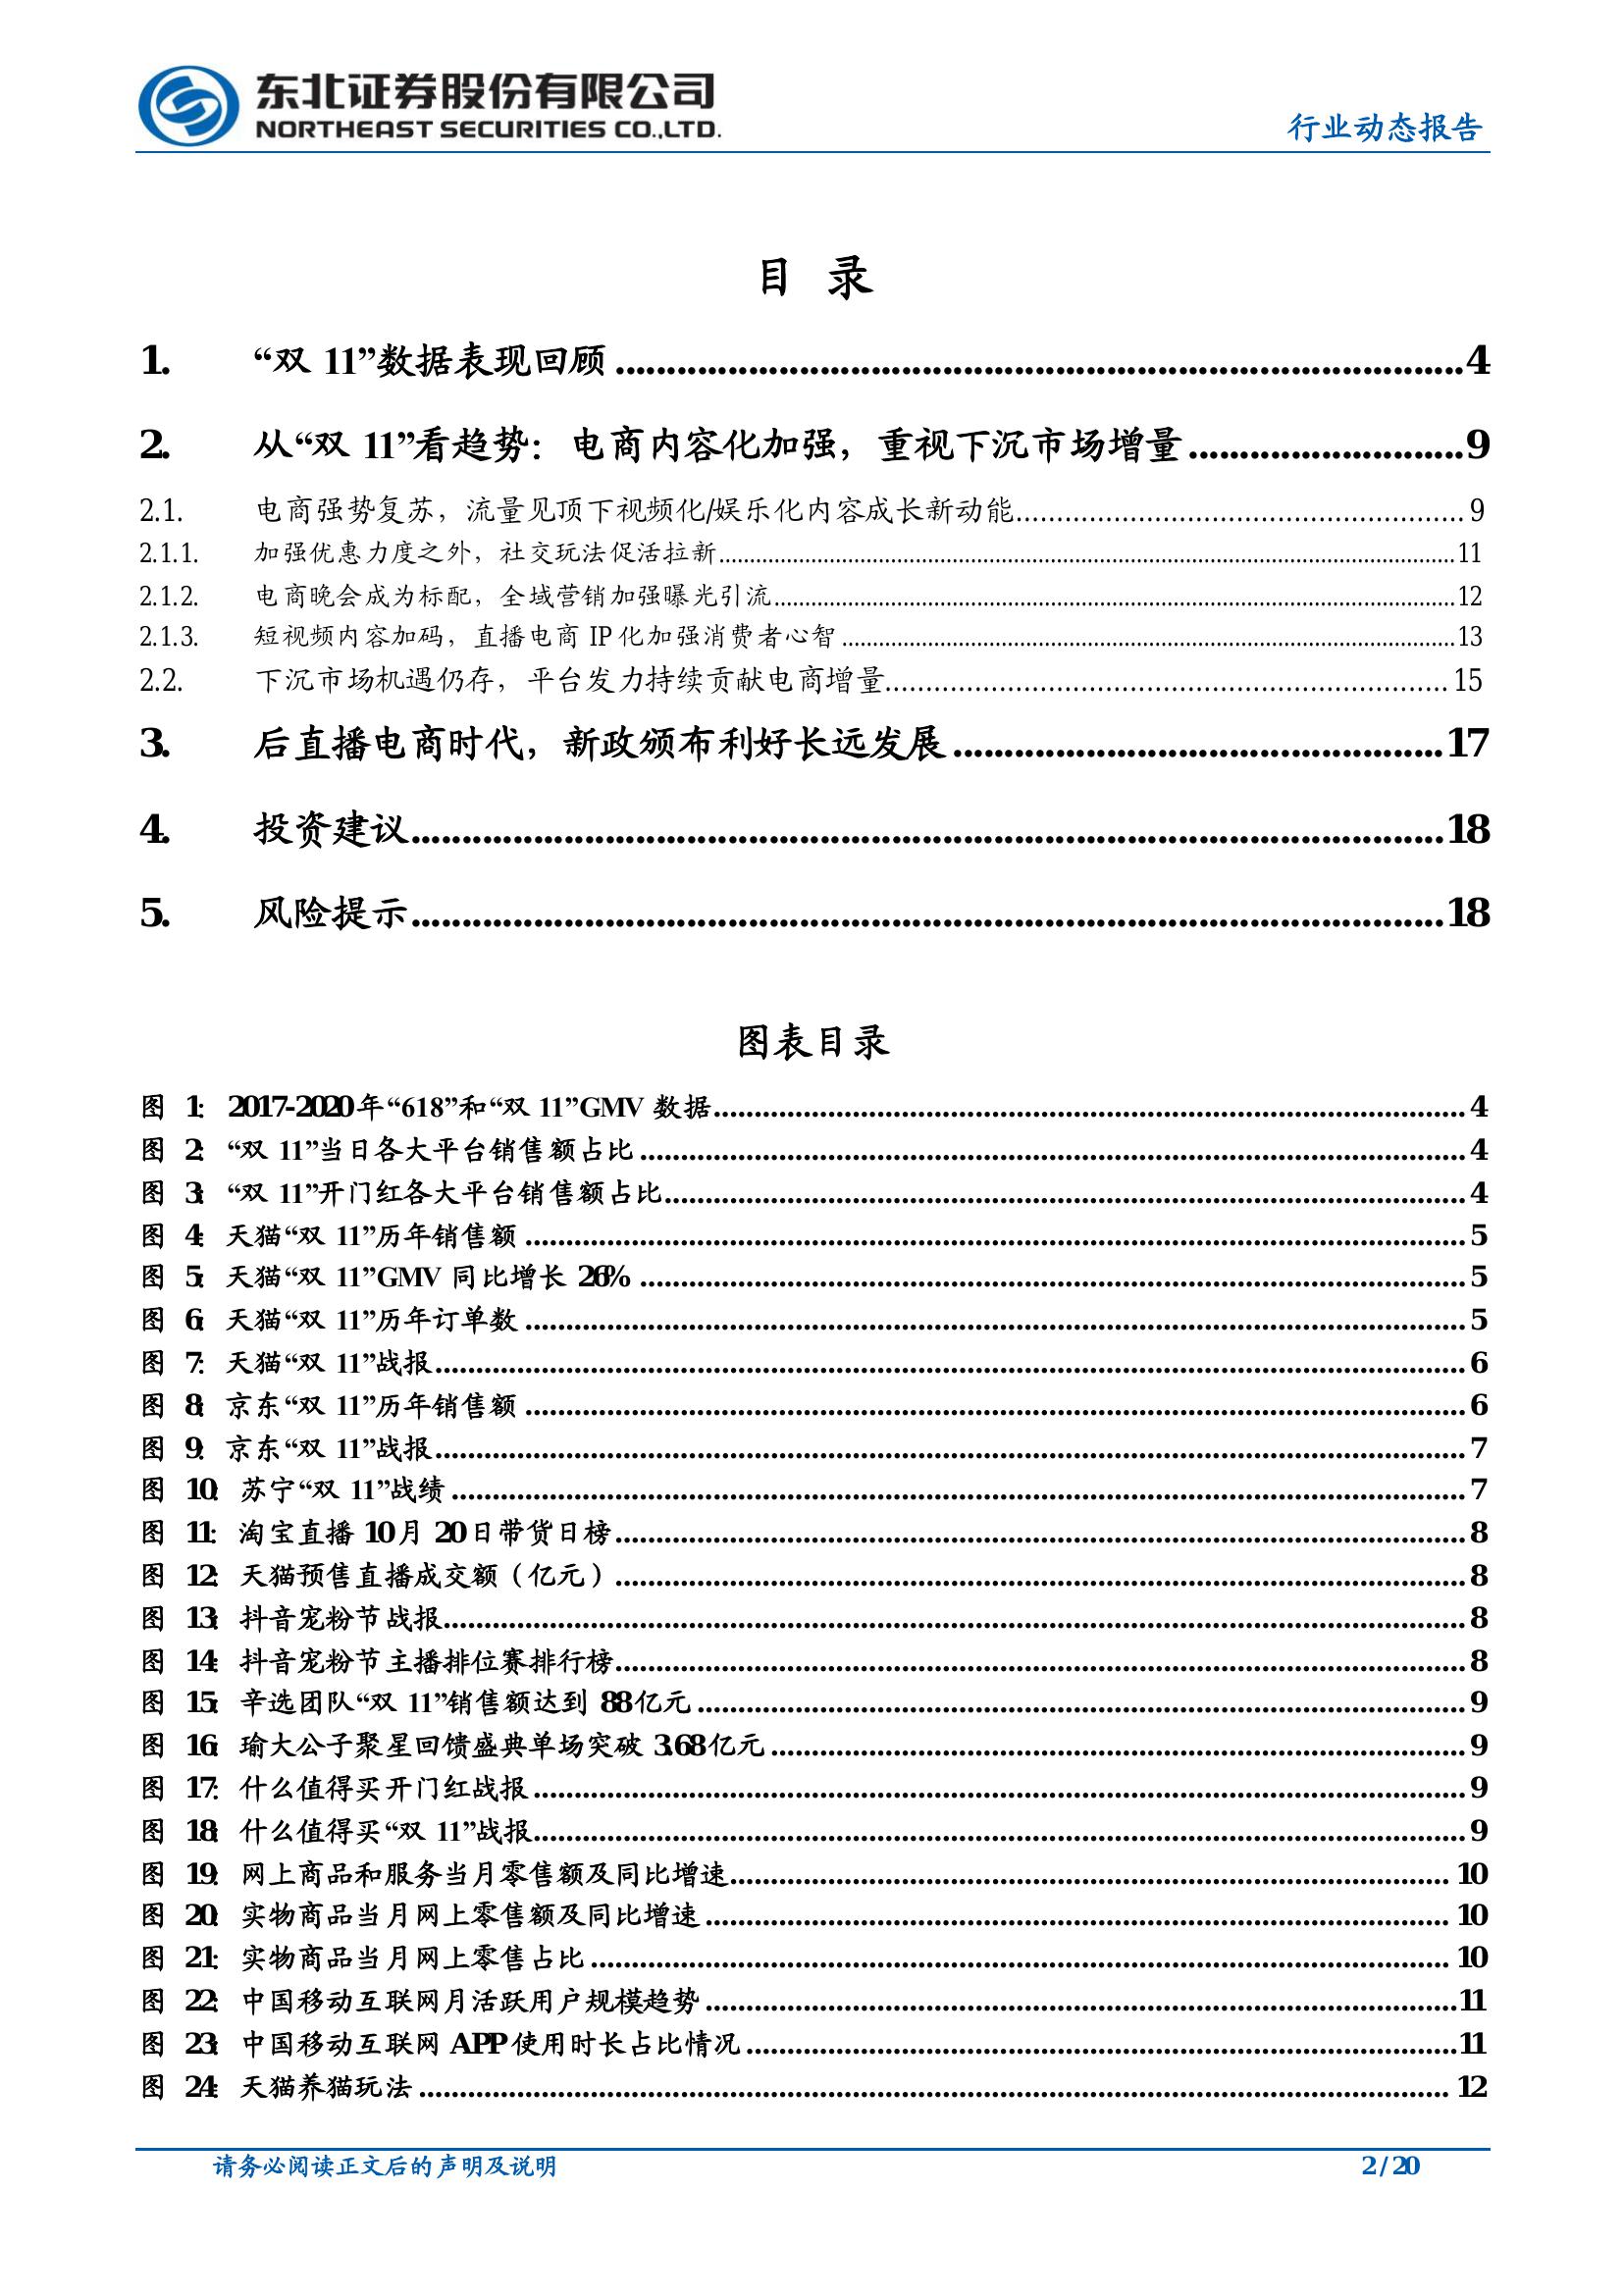 东北证券股份有限公司
NORTHEAST SECURITIES CO.,LTD.
行业动态报告
目 录
1. “双 11”数据表现回顾 ........ 4
2. 从“双 11”看趋势：电商内容化加强，重视下沉市场增量 ........ 9
2.1. 电商强势复苏，流量见顶下视频化/娱乐化内容成长新动能 ........ 9
2.1.1. 加强优惠力度之外，社交玩法促活拉新 ........ 11
2.1.2. 电商晚会成为标配，全域营销加强曝光引流 ........ 12
2.1.3. 短视频内容加码，直播电商 IP 化加强消费者心智 ........ 13
2.2. 下沉市场机遇仍存，平台发力持续贡献电商增量 ........ 15
3. 后直播电商时代，新政颁布利好长远发展 ........ 17
4. 投资建议 ........ 18
5. 风险提示 ........ 18
图表目录
图 1：2017-2020 年“618”和“双 11”GMV 数据 ........ 4
图 2：“双 11”当日各大平台销售额占比 ........ 4
图 3：“双 11”开门红各大平台销售额占比 ........ 4
图 4：天猫“双 11”历年销售额 ........ 5
图 5：天猫“双 11”GMV 同比增长 26% ........ 5
图 6：天猫“双 11”历年订单数 ........ 5
图 7：天猫“双 11”战报 ........ 6
图 8：京东“双 11”历年销售额 ........ 6
图 9：京东“双 11”战报 ........ 7
图 10：苏宁“双 11”战绩 ........ 7
图 11：淘宝直播 10 月 20 日带货日榜 ........ 8
图 12：天猫预售直播成交额（亿元） ........ 8
图 13：抖音宠粉节战报 ........ 8
图 14：抖音宠粉节主播排位赛排行榜 ........ 8
图 15：辛选团队“双 11”销售额达到 88 亿元 ........ 9
图 16：瑜大公子聚星回馈盛典单场突破 3.68 亿元 ........ 9
图 17：什么值得买开门红战报 ........ 9
图 18：什么值得买“双 11”战报 ........ 9
图 19：网上商品和服务当月零售额及同比增速 ........ 10
图 20：实物商品当月网上零售额及同比增速 ........ 10
图 21：实物商品当月网上零售占比 ........ 10
图 22：中国移动互联网月活跃用户规模趋势 ........ 11
图 23：中国移动互联网 APP 使用时长占比情况 ........ 11
图 24：天猫养猫玩法 ........ 12
请务必阅读正文后的声明及说明
2 / 20